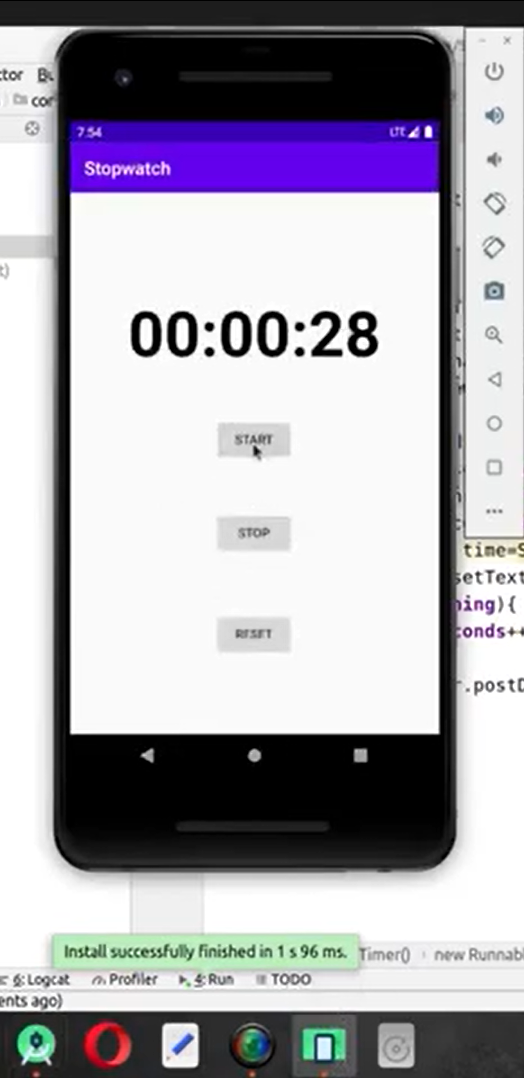 ctor Bu
cor
7:54 LTE
Stopwatch
t)
00:00:28
START
STOP
time=S
setText
RESET
ning){
conds++
r.postD
Install successfully finished in 1 s 96 ms.
Timer() › new Runnabl
6: Logcat Profiler 4: Run TODO
ents ago)